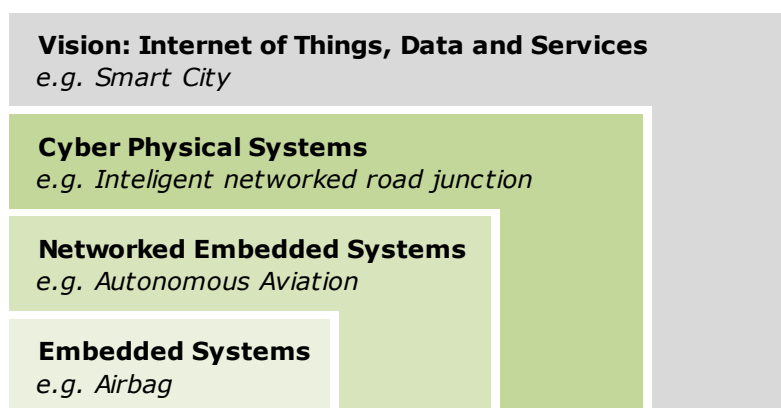 Vision: Internet of Things, Data and Services
e.g. Smart City
Cyber Physical Systems
e.g. Inteligent networked road junction
Networked Embedded Systems
e.g. Autonomous Aviation
Embedded Systems
e.g. Airbag